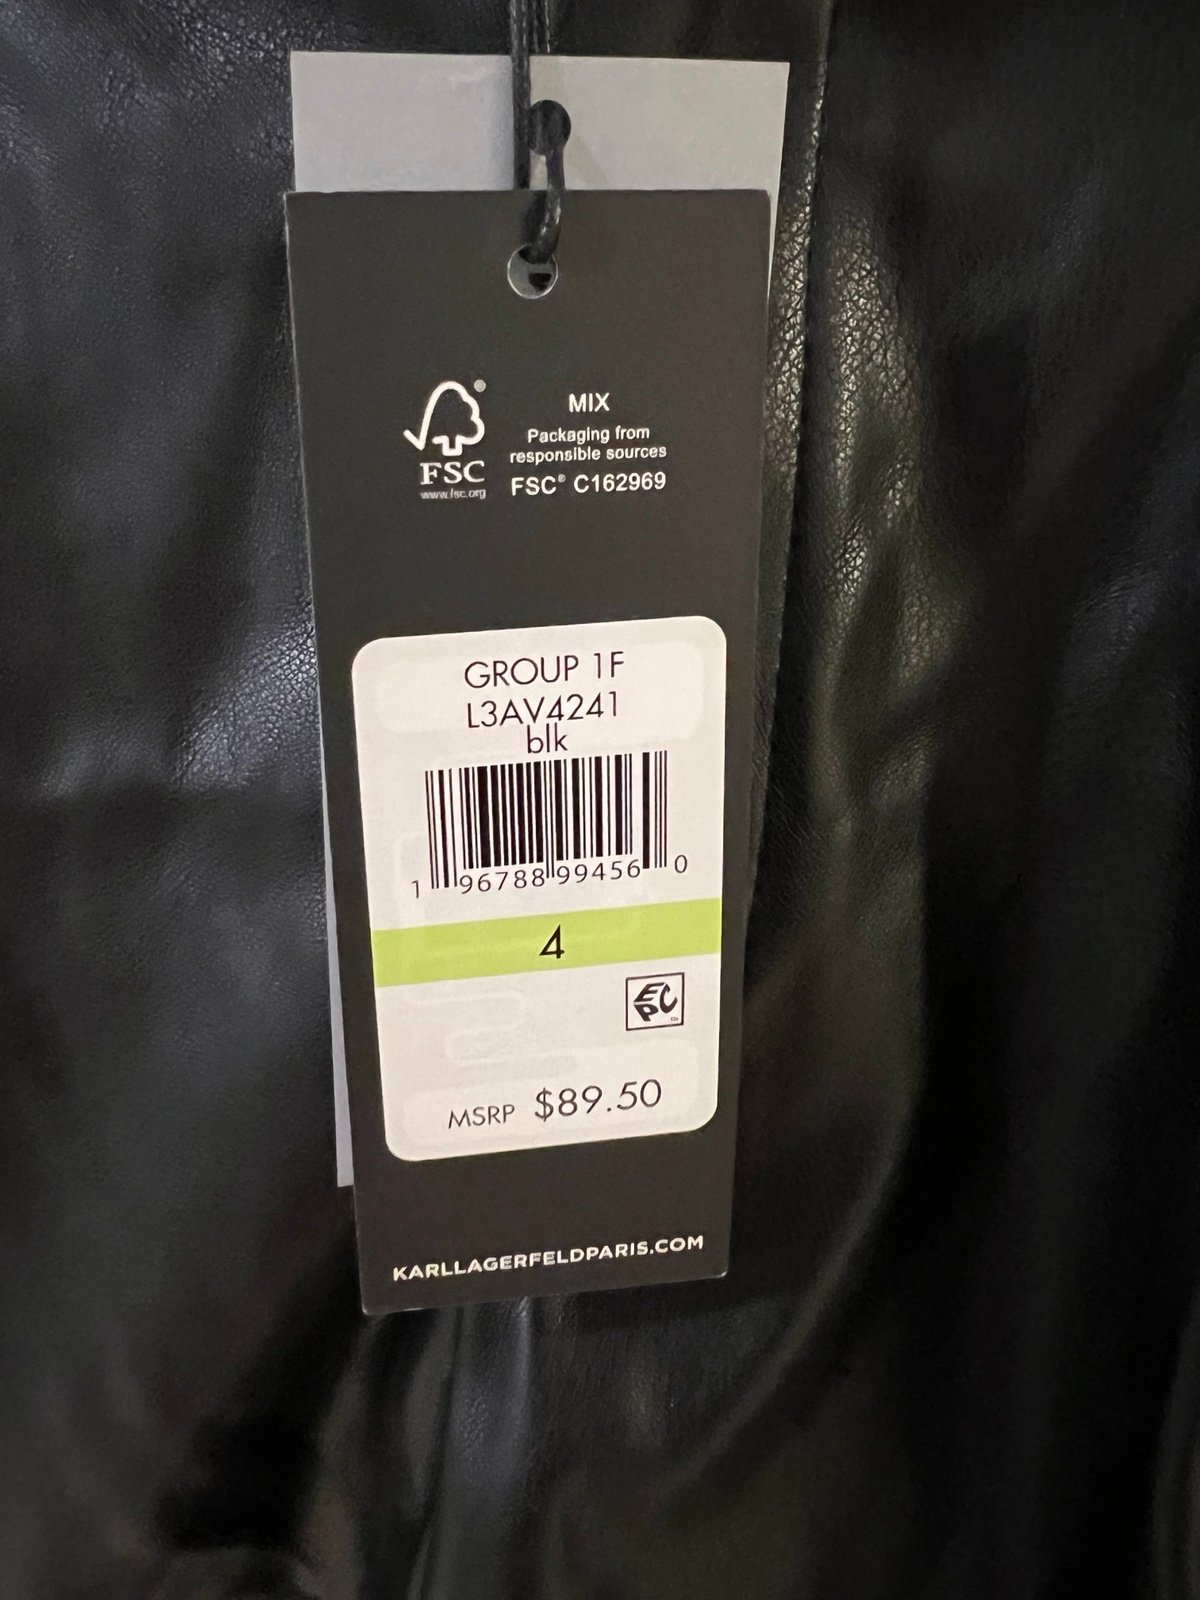 FSC®
www.fsc.org
MIX
Packaging from
responsible sources
FSC® C162969
GROUP 1F
L3AV4241
blk
1 96788 99456 0
4
EPC
MSRP $89.50
KARLLAGERFELDPARIS.COM